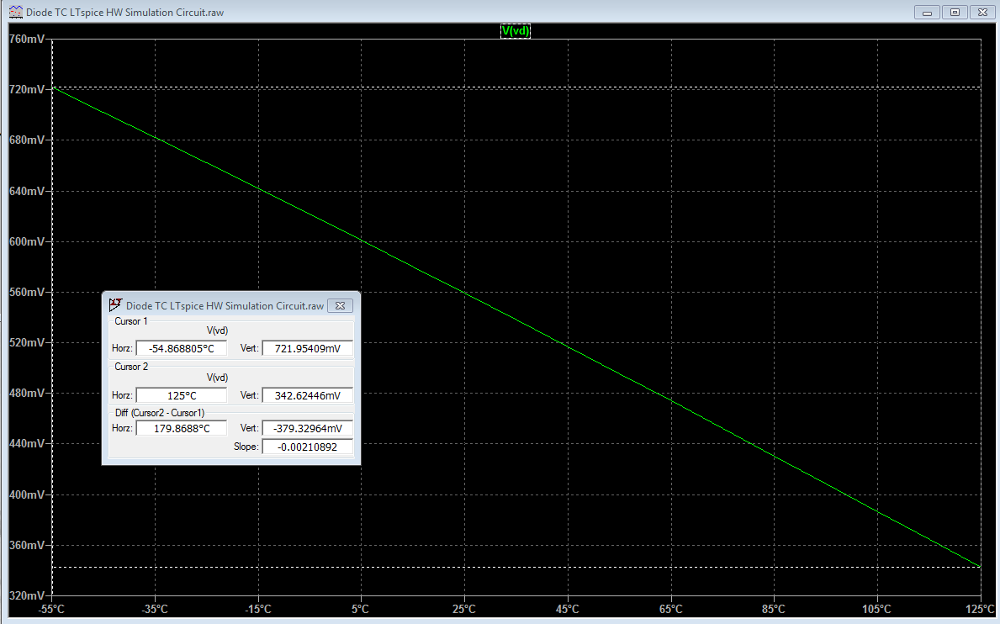 Diode TC LTspice HW Simulation Circuit.raw
V(vd)
760mV
720mV
680mV
640mV
600mV
560mV
520mV
480mV
440mV
400mV
360mV
320mV
Diode TC LTspice HW Simulation Circuit.raw
Cursor 1
V(vd)
Horz: -54.868805°C Vert: 721.95409mV
Cursor 2
V(vd)
Horz: 125°C Vert: 342.62446mV
Diff (Cursor2 - Cursor1)
Horz: 179.8688°C Vert: -379.32964mV
Slope: -0.00210892
-55°C -35°C -15°C 5°C 25°C 45°C 65°C 85°C 105°C 125°C